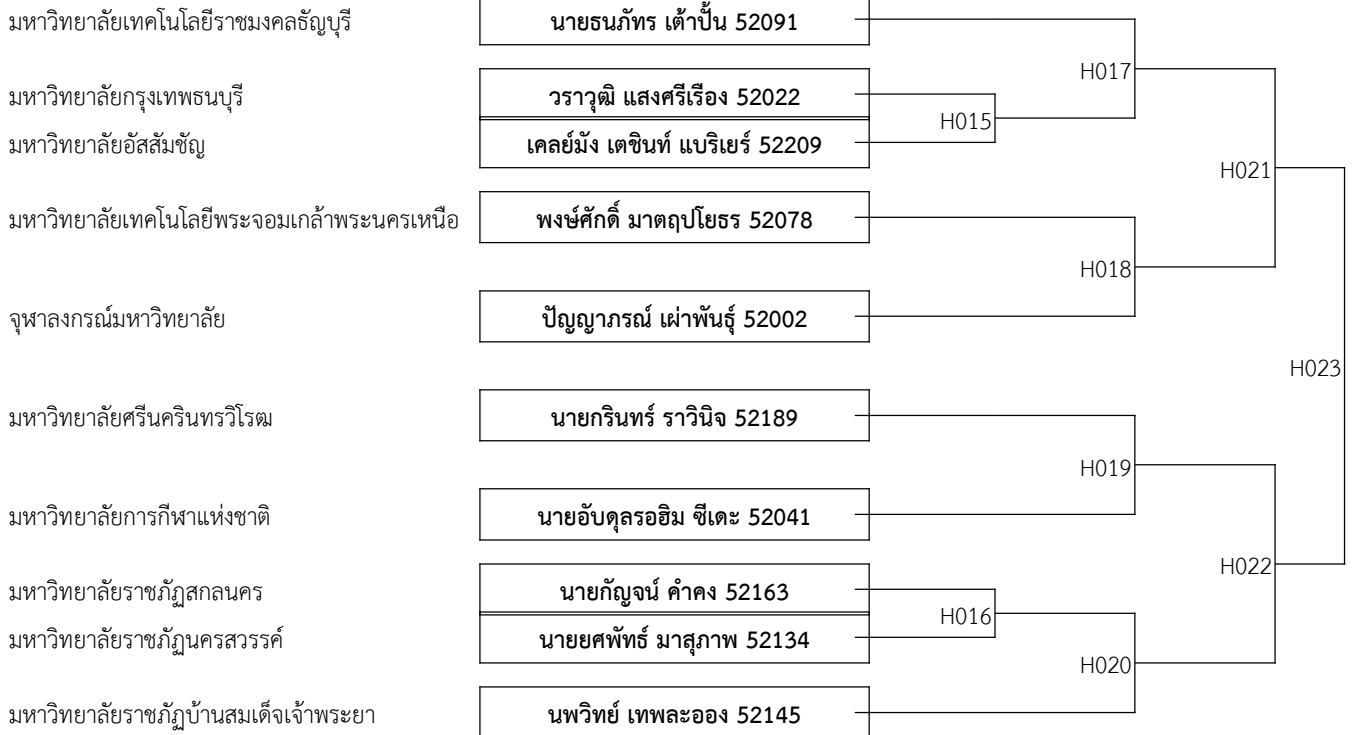 มหาวิทยาลัยเทคโนโลยีราชมงคลธัญบุรี นายธนภัทร เต้าปั้น 52091
H017
มหาวิทยาลัยกรุงเทพธนบุรี วราวุฒิ แสงศรีเรือง 52022
H015
มหาวิทยาลัยอัสสัมชัญ เคลย์มัง เตชินท์ แบริเยร์ 52209
H021
มหาวิทยาลัยเทคโนโลยีพระจอมเกล้าพระนครเหนือ พงษ์ศักดิ์ มาตฤปโยธร 52078
H018
จุฬาลงกรณ์มหาวิทยาลัย ปัญญาภรณ์ เผ่าพันธุ์ 52002
H023
มหาวิทยาลัยศรีนครินทรวิโรฒ นายกรินทร์ ราวินิจ 52189
H019
มหาวิทยาลัยการกีฬาแห่งชาติ นายอับดุลรอฮิม ซีเดะ 52041
H022
มหาวิทยาลัยราชภัฏสกลนคร นายกัญจน์ คำคง 52163
H016
มหาวิทยาลัยราชภัฏนครสวรรค์ นายยศพัทธ์ มาสุภาพ 52134
H020
มหาวิทยาลัยราชภัฏบ้านสมเด็จเจ้าพระยา นพวิทย์ เทพละออง 52145